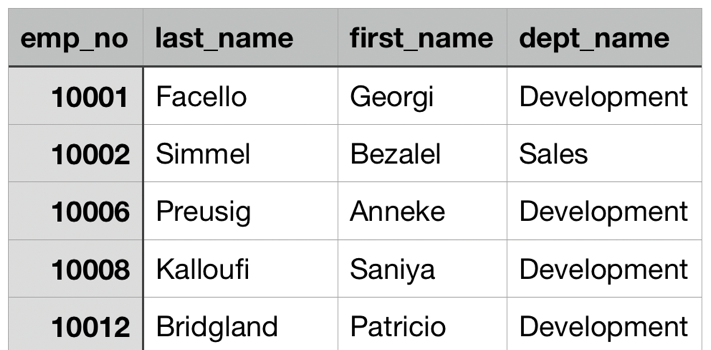 emp_no last_name first_name dept_name
10001 Facello Georgi Development
10002 Simmel Bezalel Sales
10006 Preusig Anneke Development
10008 Kalloufi Saniya Development
10012 Bridgland Patricio Development